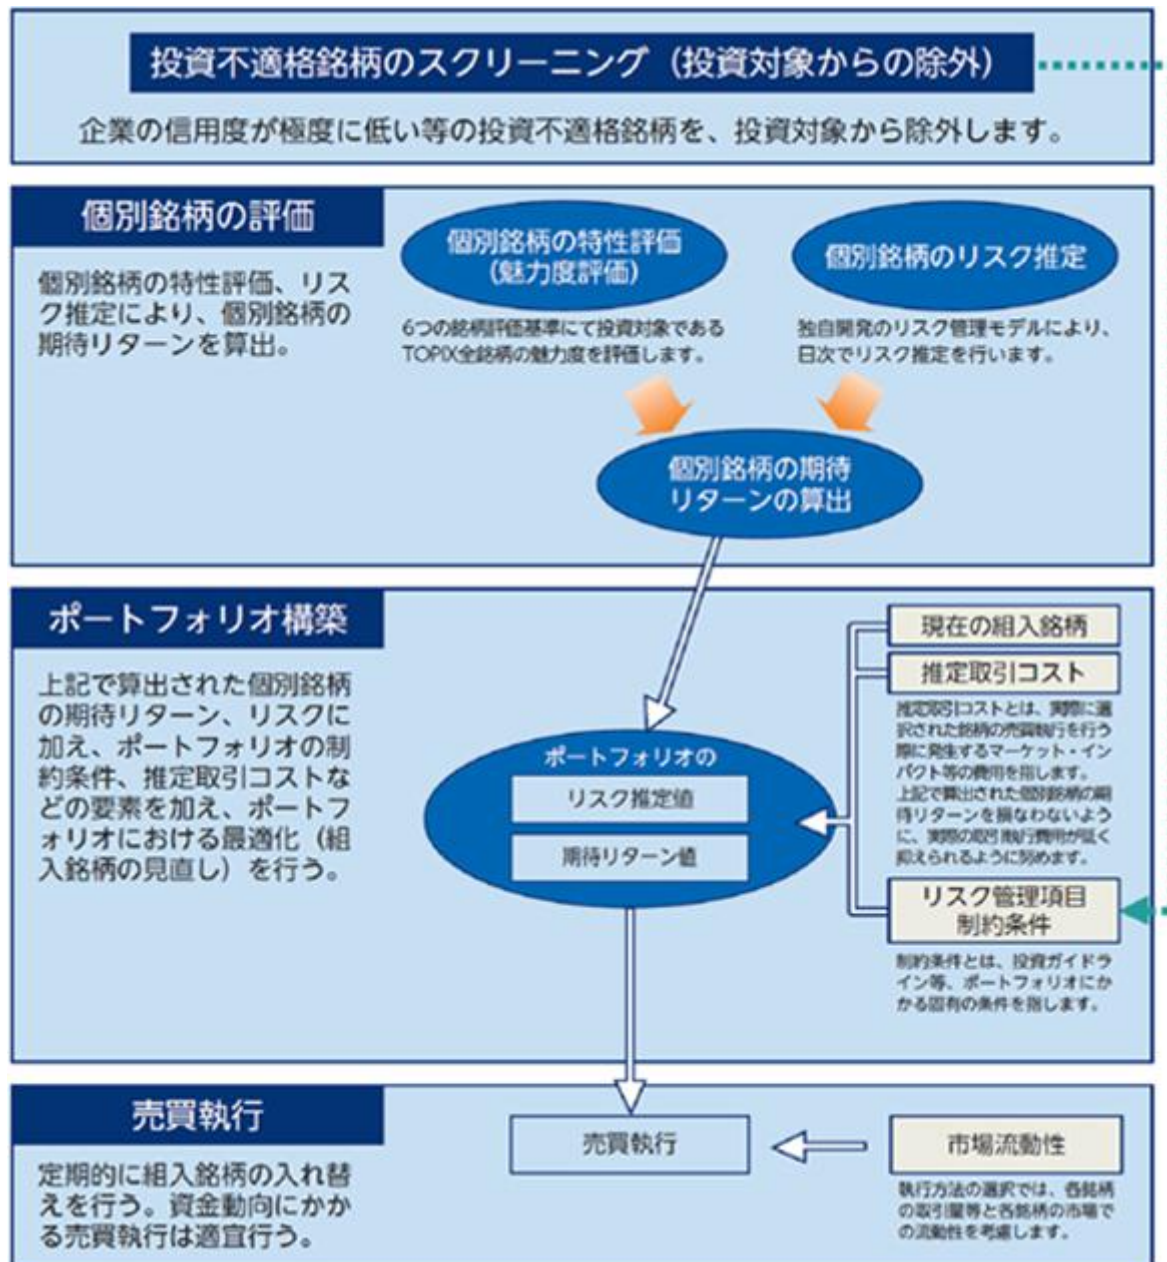 投資不適格銘柄のスクリーニング（投資対象からの除外）
企業の信用度が極度に低い等の投資不適格銘柄を、投資対象から除外します。
個別銘柄の評価
個別銘柄の特性評価、リス
ク推定により、個別銘柄の
期待リターンを算出。
個別銘柄の特性評価
(魅力度評価)
6つの銘柄評価基準にて投資対象である
TOPIX全銘柄の魅力度を評価します。
個別銘柄のリスク推定
独自開発のリスク管理モデルにより、
日次でリスク推定を行います。
個別銘柄の期待
リターンの算出
ポートフォリオ構築
上記で算出された個別銘柄
の期待リターン、リスクに
加え、ポートフォリオの制
約条件、推定取引コストな
どの要素を加え、ポートフ
ォリオにおける最適化（組
入銘柄の見直し）を行う。
ポートフォリオの
リスク推定値
期待リターン値
現在の組入銘柄
推定取引コスト
推定取引コストとは、実際に選
択された銘柄の売買執行を行う
際に発生するマーケット・イン
パクト等の費用を指します。
上記で算出された個別銘柄の期
待リターンを損なわないよう
に、実際の取引執行費用が低く
抑えられるように努めます。
リスク管理項目
制約条件
制約条件とは、投資ガイドラ
イン等、ポートフォリオにか
かる固有の条件を指します。
売買執行
定期的に組入銘柄の入れ替
えを行う。資金動向にかか
る売買執行は適宜行う。
売買執行
市場流動性
執行方法の選択では、各銘柄
の取引量等と各銘柄の市場で
の流動性を考慮します。